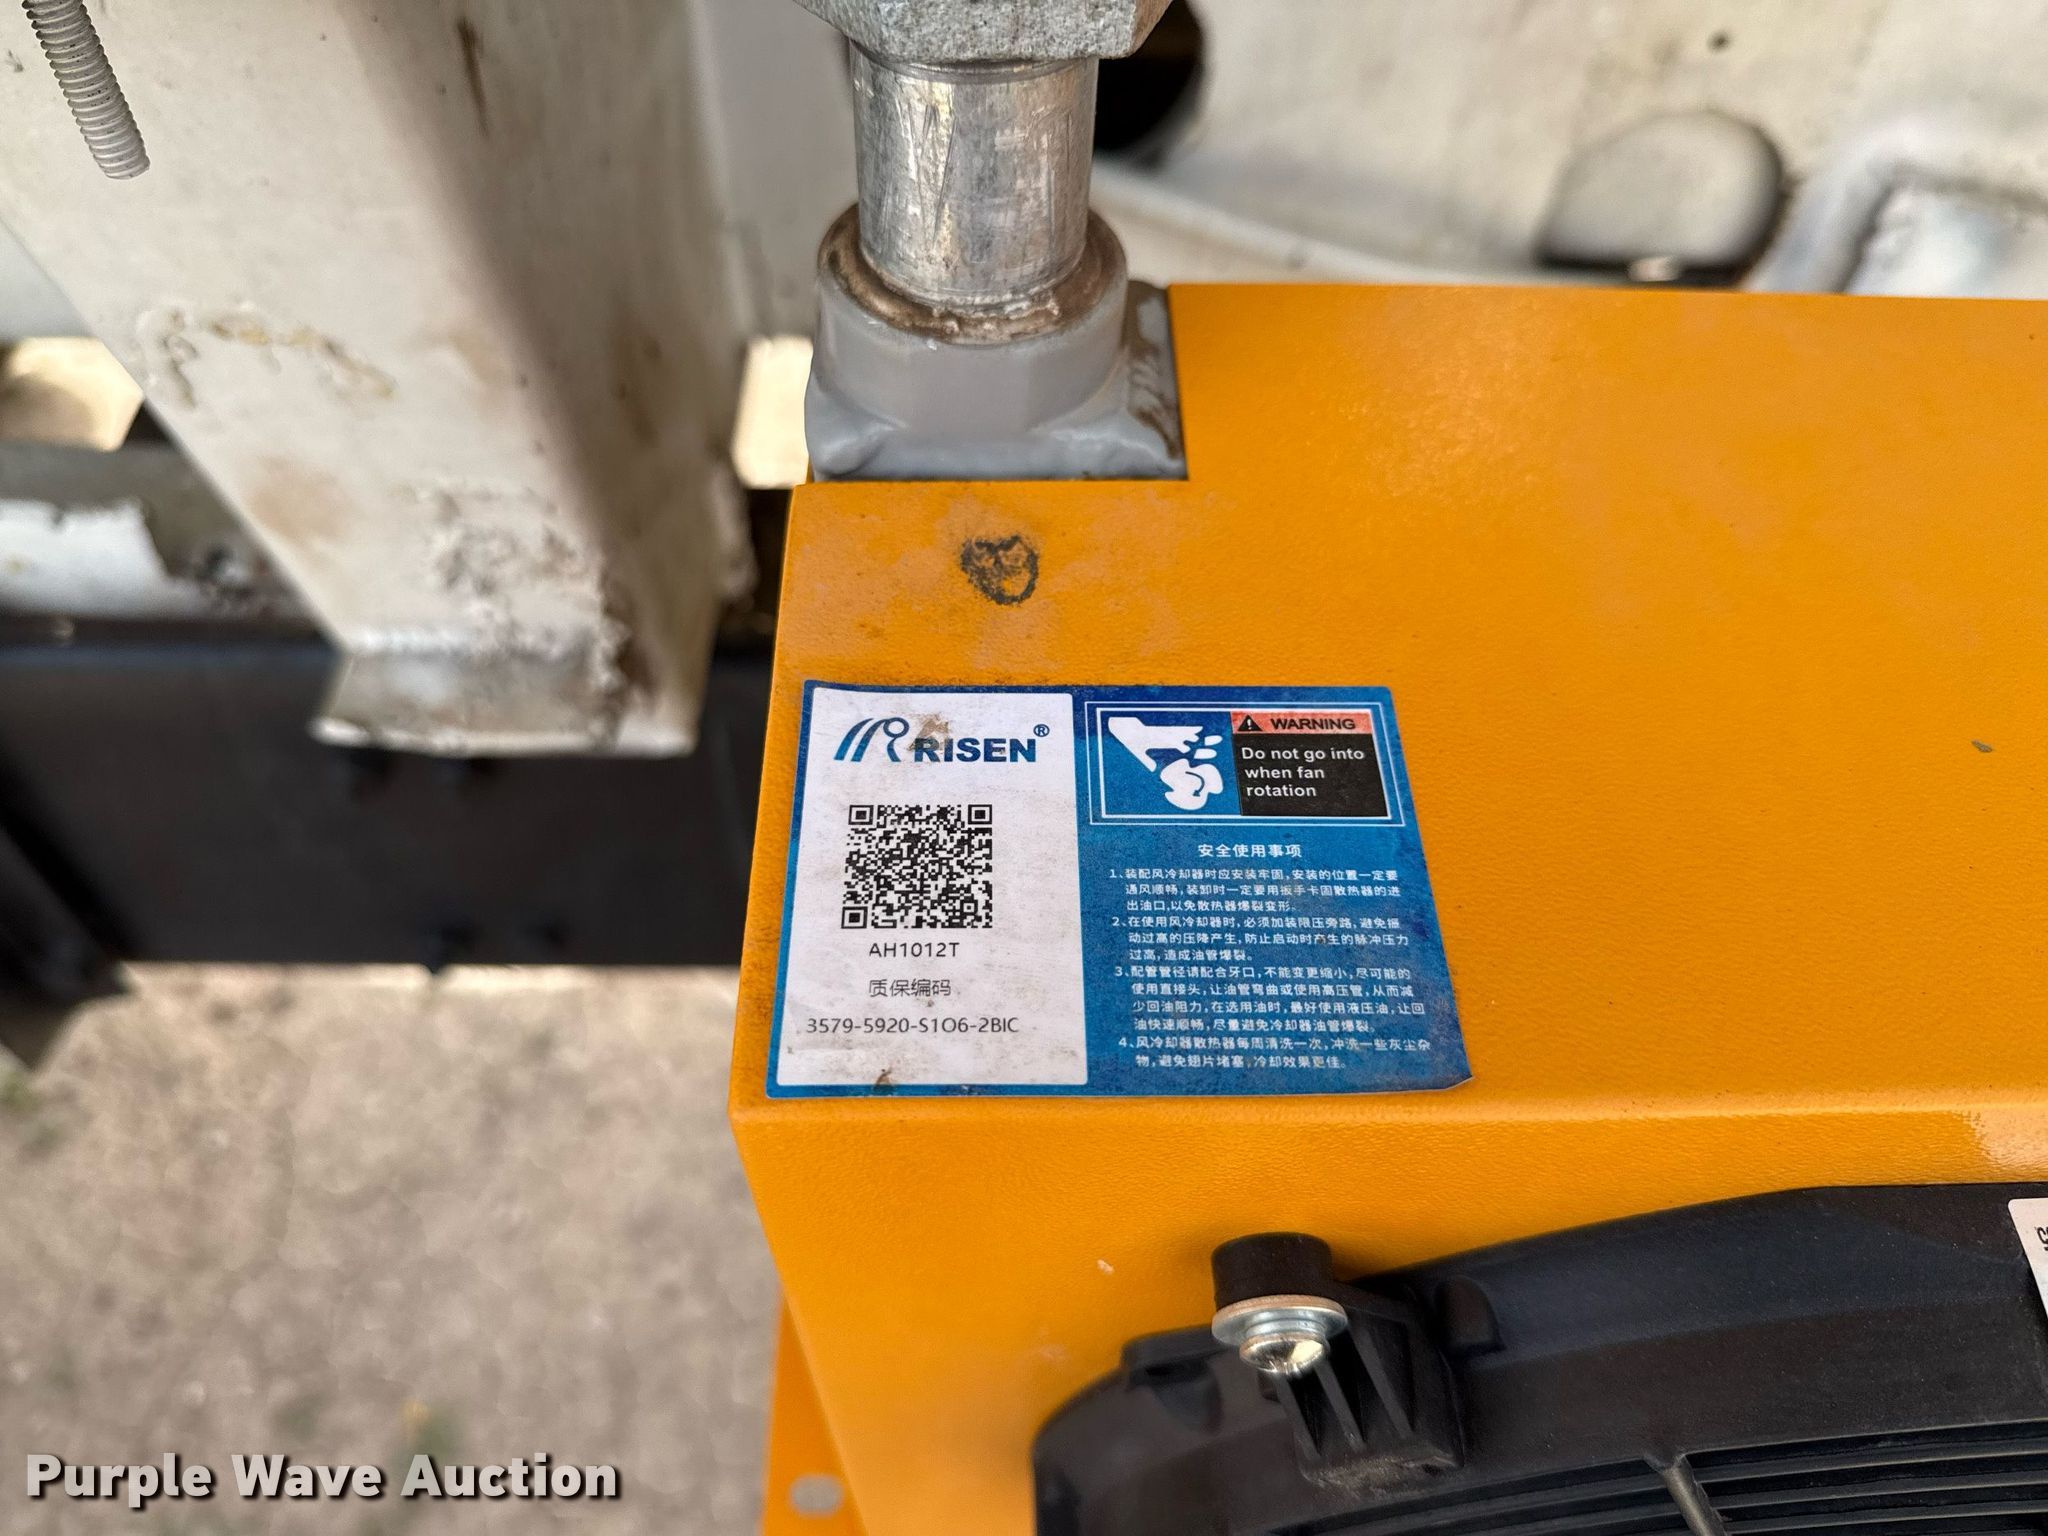 RISEN®
AH1012T
质保编码
3579-5920-S1O6-2BIC
WARNING
Do not go into
when fan
rotation
安全使用事项
1、装配风冷却器时应安装牢固,安装的位置一定要
通风顺畅,装卸时一定要用扳手卡固散热器的进
出油口,以免散热器爆裂变形。
2、在使用风冷却器时,必须加装限压旁路,避免振
动过高的压降产生,防止启动时产生的脉冲压力
过高,造成油管爆裂。
3、配管管径请配合牙口,不能变更缩小,尽可能的
使用直接头,让油管弯曲或使用高压管,从而减
少回油阻力,在选用油时,最好使用液压油,让回
油快速顺畅,尽量避免冷却器油管爆裂。
4、风冷却器散热器每周清洗一次,冲洗一些灰尘杂
物,避免翅片堵塞,冷却效果更佳。
Purple Wave Auction